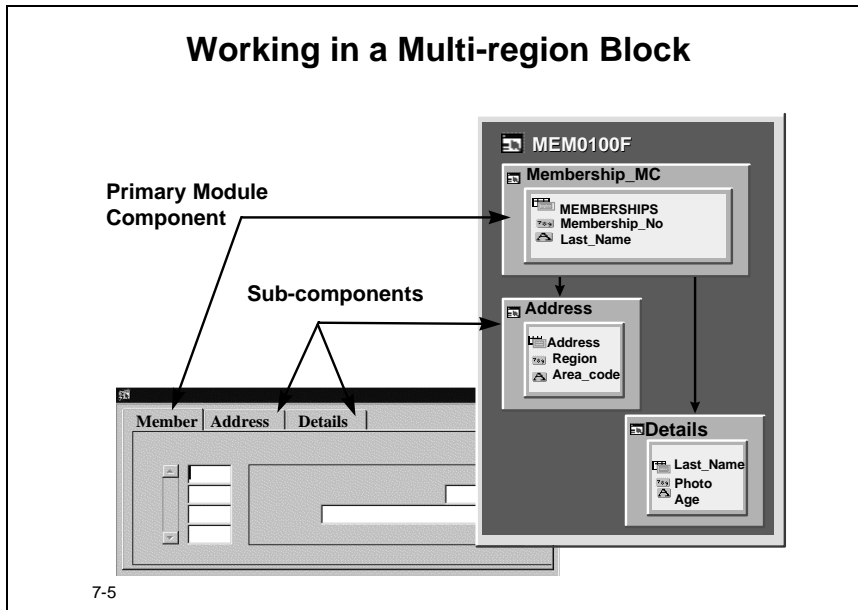 Working in a Multi-region Block
MEM0100F
Membership_MC
MEMBERSHIPS
Membership_No
Last_Name
Primary Module
Component
Sub-components
Address
Address
Region
Area_code
Member
Address
Details
Details
Last_Name
Photo
Age
7-5